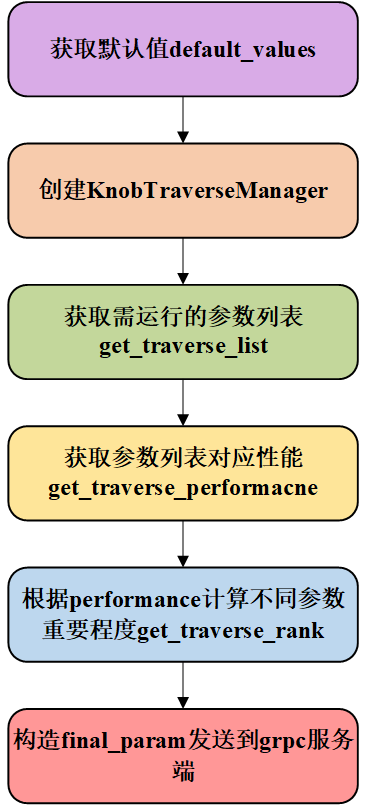 获取默认值default_values
创建KnobTraverseManager
获取需运行的参数列表
get_traverse_list
获取参数列表对应性能
get_traverse_performacne
根据performance计算不同参数
重要程度get_traverse_rank
构造final_param发送到grpc服务
端